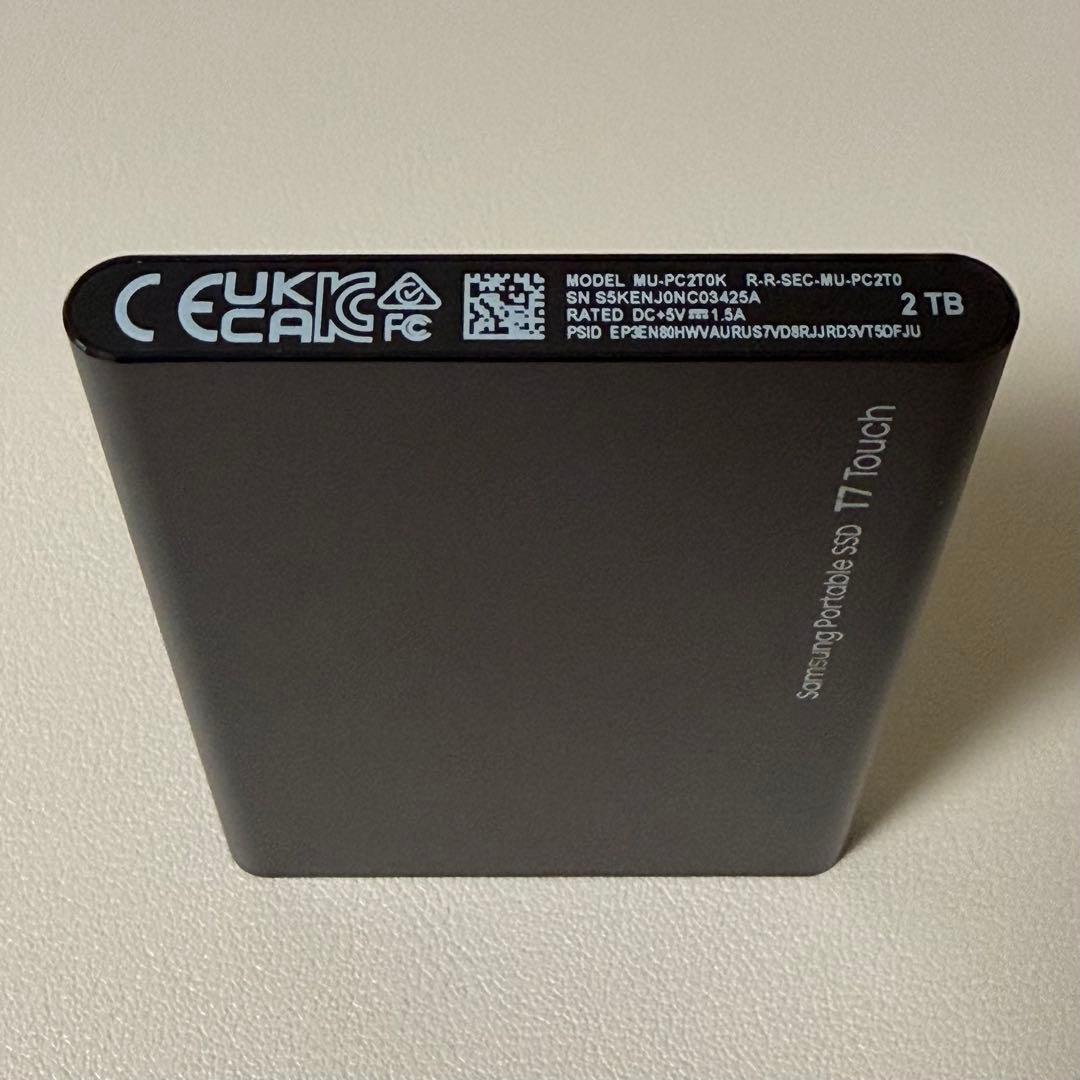 CE UK CA KC FC
MODEL MU-PC2T0K R-R-SEC-MU-PC2T0
SN S5KENJ0NC03425A
RATED DC+5V⎓1.5A
PSID EP3EN80HWVAURUS7VD8RJJRD3VT5DFJU
2 TB
Samsung Portable SSD T7 Touch